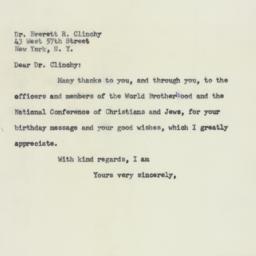 Dr. Everett R. Clinchy
43 West 57th Street
New York, N. Y.
Dear Dr. Clinchy:
Many thanks to you, and through you, to the
officers and members of the World Brotherhood and the
National Conference of Christians and Jews, for your
birthday message and your good wishes, which I greatly
appreciate.
With kind regards, I am
Yours very sincerely,